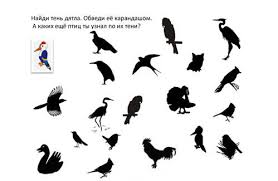 Найди тень дятла. Обведи её карандашом.
А каких ещё птиц ты узнал по их тени?